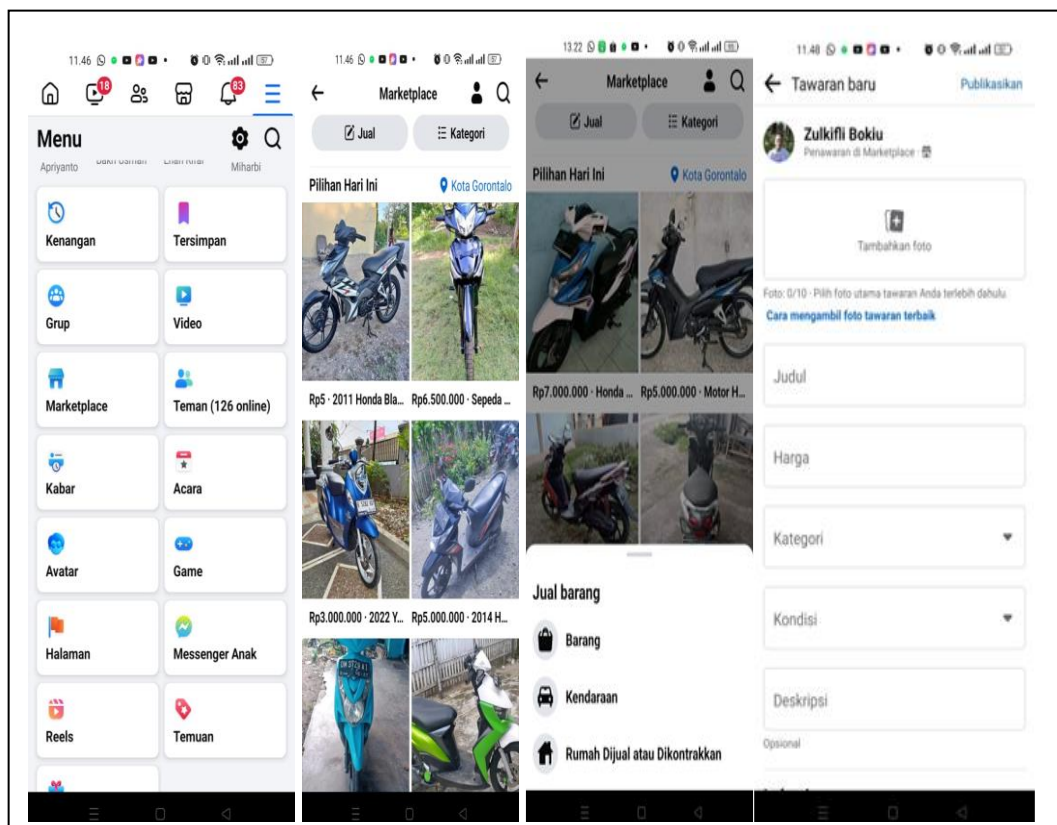 11.46
57
18
83
Menu
Apriyanto
Miharbi
Kenangan
Tersimpan
Grup
Video
Marketplace
Teman (126 online)
Kabar
Acara
Avatar
Game
Halaman
Messenger Anak
Reels
Temuan
11.46
57
Marketplace
Jual
Kategori
Pilihan Hari Ini
Kota Gorontalo
Rp5 · 2011 Honda Bla...
Rp6.500.000 · Sepeda ...
Rp3.000.000 · 2022 Y...
Rp5.000.000 · 2014 H...
13.22
Marketplace
Jual
Kategori
Pilihan Hari Ini
Kota Gorontalo
Rp7.000.000 · Honda ...
Rp5.000.000 · Motor H...
Jual barang
Barang
Kendaraan
Rumah Dijual atau Dikontrakkan
11.48
Tawaran baru
Publikasikan
Zulkifli Bokiu
Penawaran di Marketplace ·
Tambahkan foto
Foto: 0/10 · Pilih foto utama tawaran Anda terlebih dahulu.
Cara mengambil foto tawaran terbaik
Judul
Harga
Kategori
Kondisi
Deskripsi
Opsional